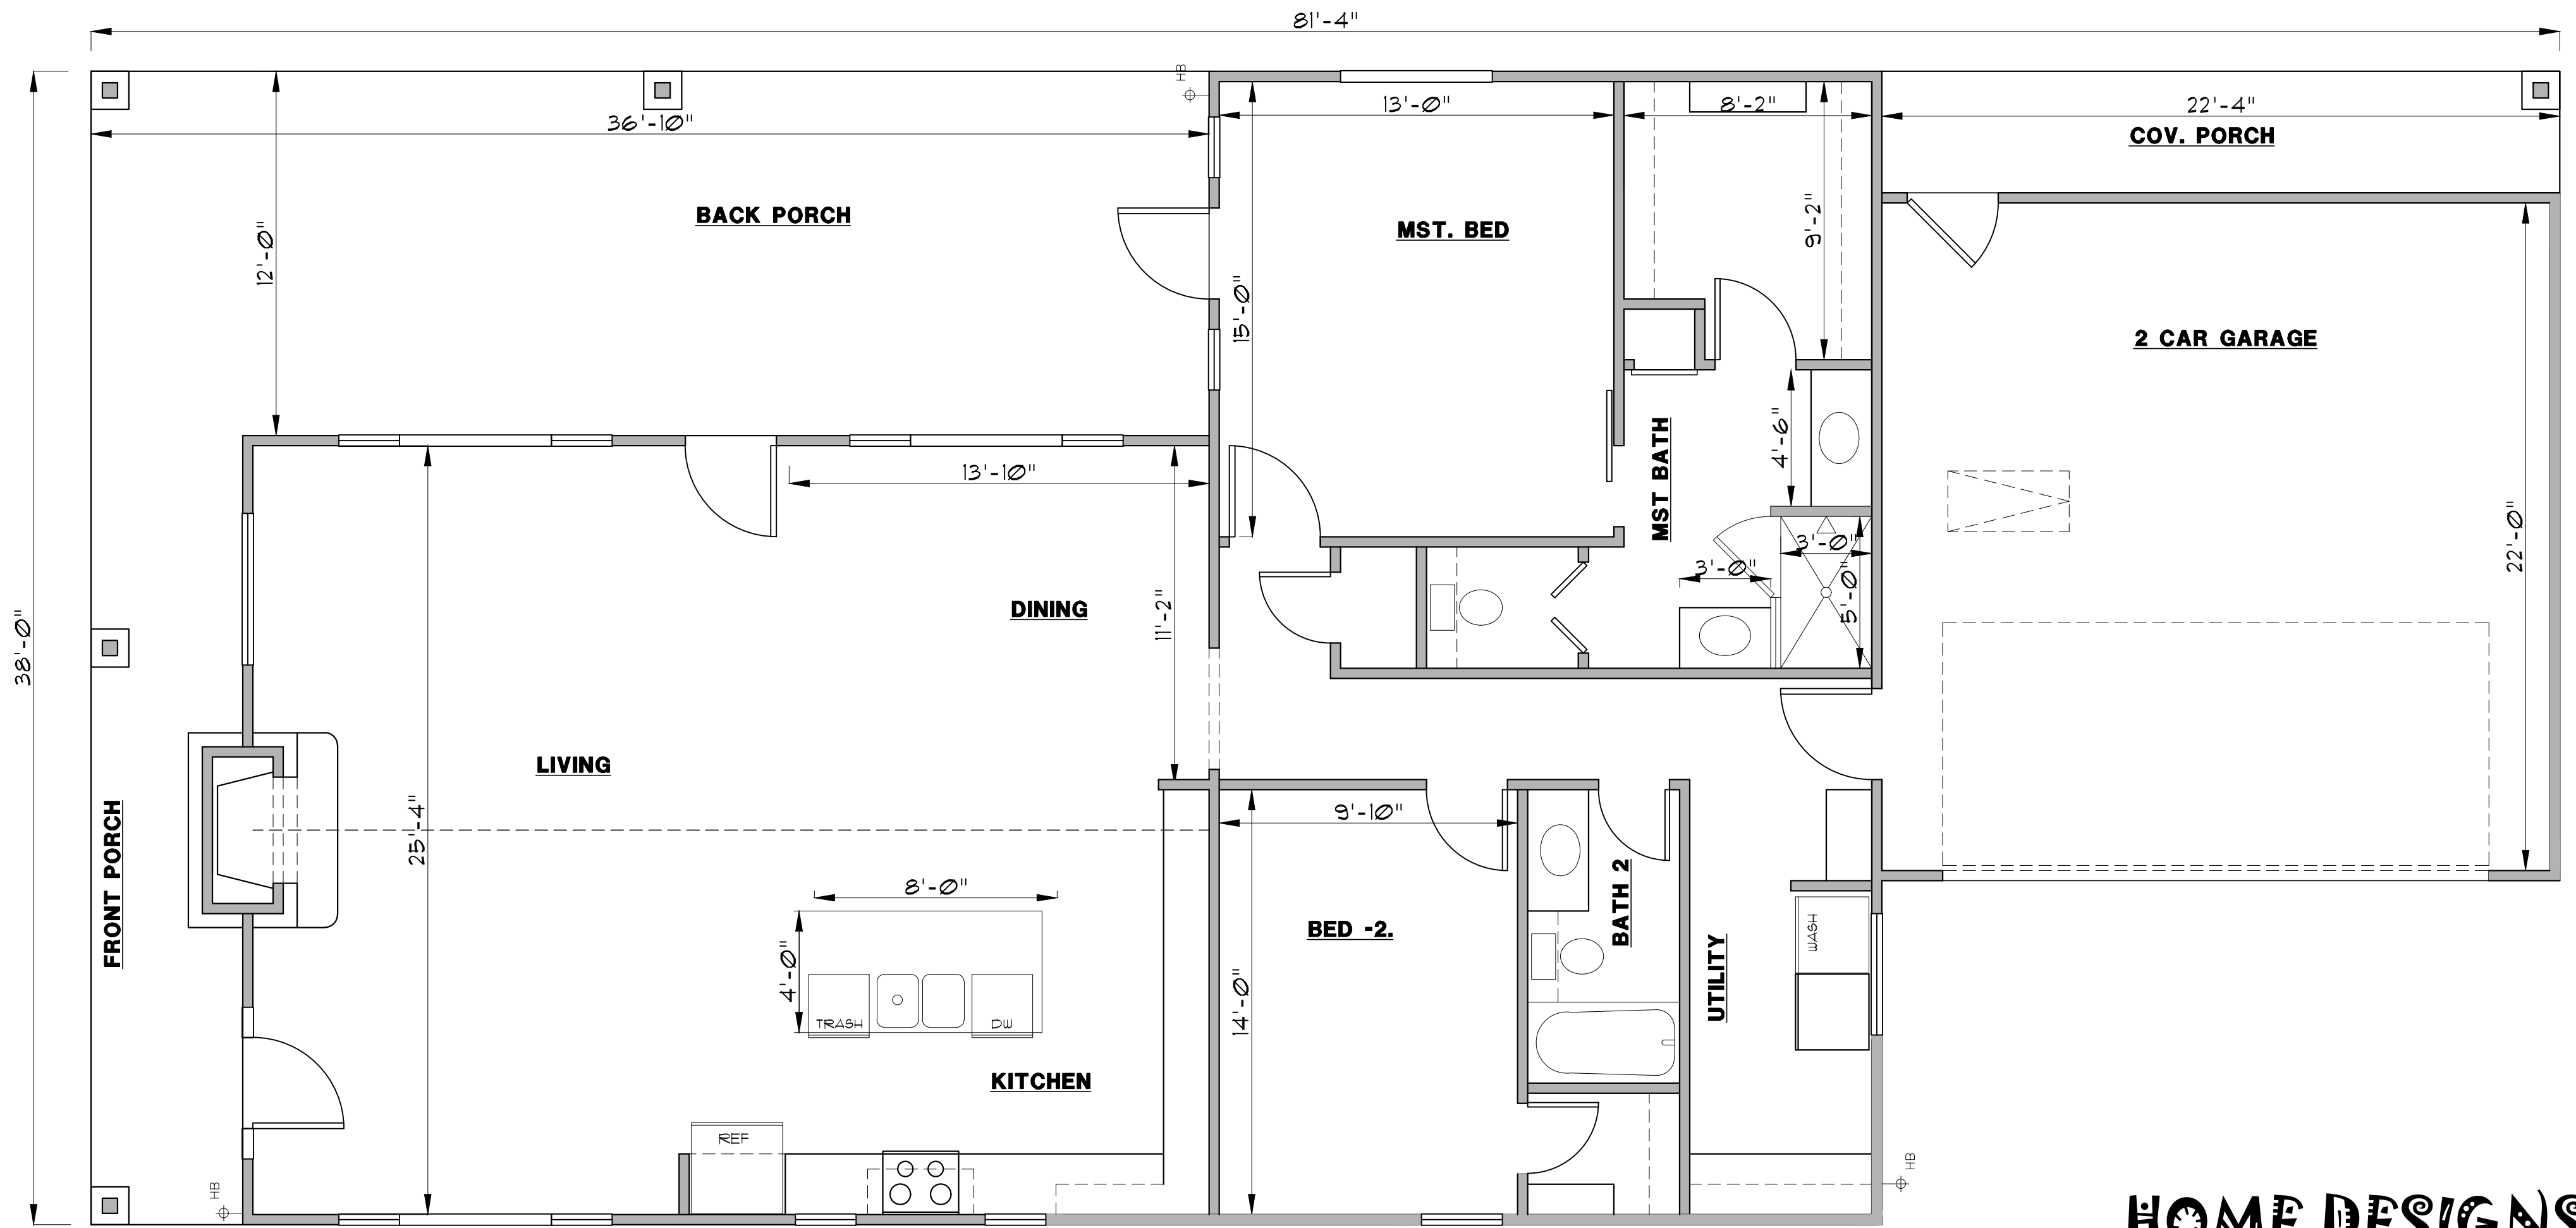 81'-4"
HB
36'-10"
13'-0"
8'-2"
22'-4"
COV. PORCH
BACK PORCH
MST. BED
12'-0"
9'-2"
15'-0"
2 CAR GARAGE
13'-10"
4'-6"
MST BATH
22'-0"
3'-0"
3'-0"
5'-0"
DINING
11'-2"
38'-0"
LIVING
25'-4"
FRONT PORCH
9'-10"
8'-0"
4'-0"
BED -2.
BATH 2
WASH
UTILITY
14'-0"
TRASH
DW
KITCHEN
REF
HB
HB
HOME DESIGNS